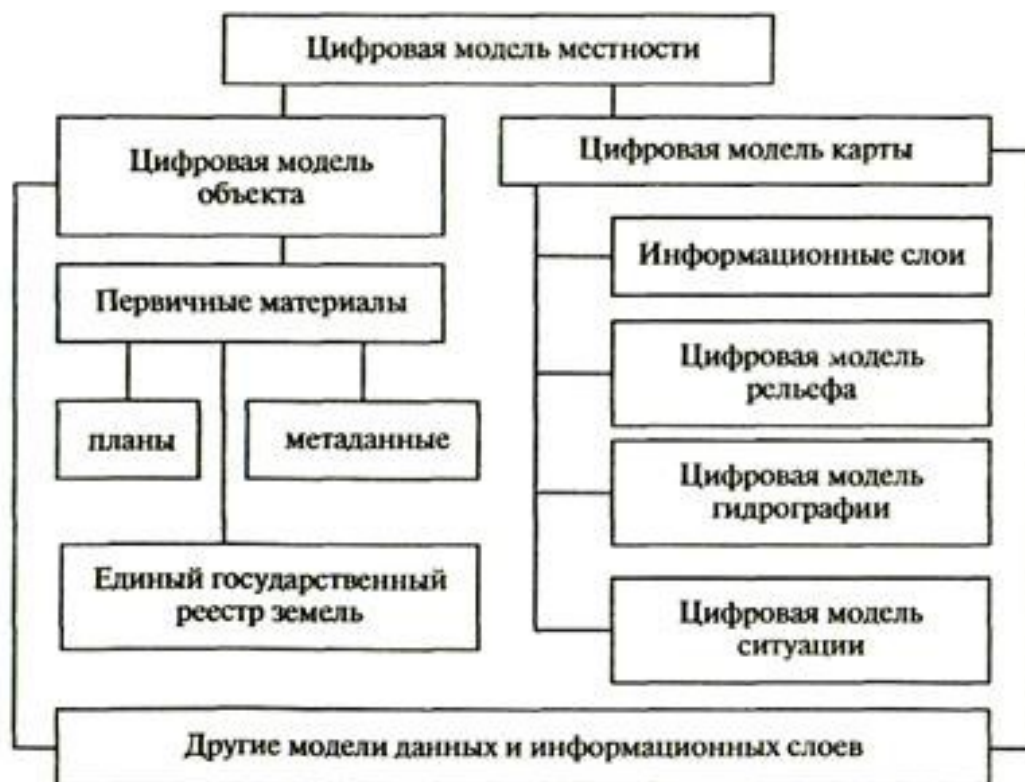 Цифровая модель местности
Цифровая модель
объекта
Цифровая модель карты
Первичные материалы
планы
метаданные
Единый государственный
реестр земель
Информационные слои
Цифровая модель
рельефа
Цифровая модель
гидрографии
Цифровая модель
ситуации
Другие модели данных и информационных слоев